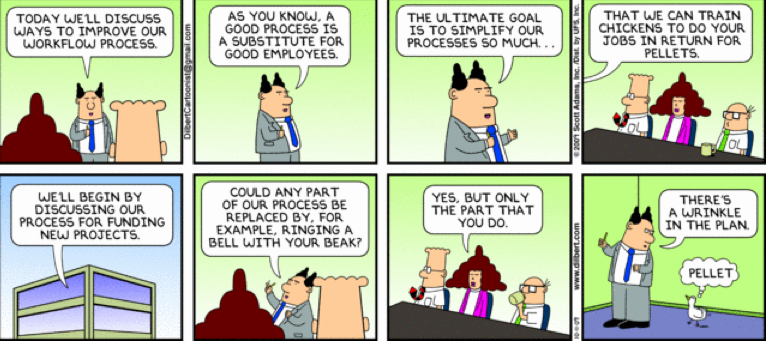 TODAY WE'LL DISCUSS
WAYS TO IMPROVE OUR
WORKFLOW PROCESS.
DilbertCartoonist@gmail.com
AS YOU KNOW, A
GOOD PROCESS IS
A SUBSTITUTE FOR
GOOD EMPLOYEES.
THE ULTIMATE GOAL
IS TO SIMPLIFY OUR
PROCESSES SO MUCH...
© 2009 Scott Adams, Inc./Dist. by UFS, Inc.
THAT WE CAN TRAIN
CHICKENS TO DO YOUR
JOBS IN RETURN FOR
PELLETS.
WE'LL BEGIN BY
DISCUSSING OUR
PROCESS FOR FUNDING
NEW PROJECTS.
COULD ANY PART
OF OUR PROCESS BE
REPLACED BY, FOR
EXAMPLE, RINGING A
BELL WITH YOUR BEAK?
YES, BUT ONLY
THE PART THAT
YOU DO.
www.dilbert.com
THERE'S
A WRINKLE
IN THE PLAN.
PELLET